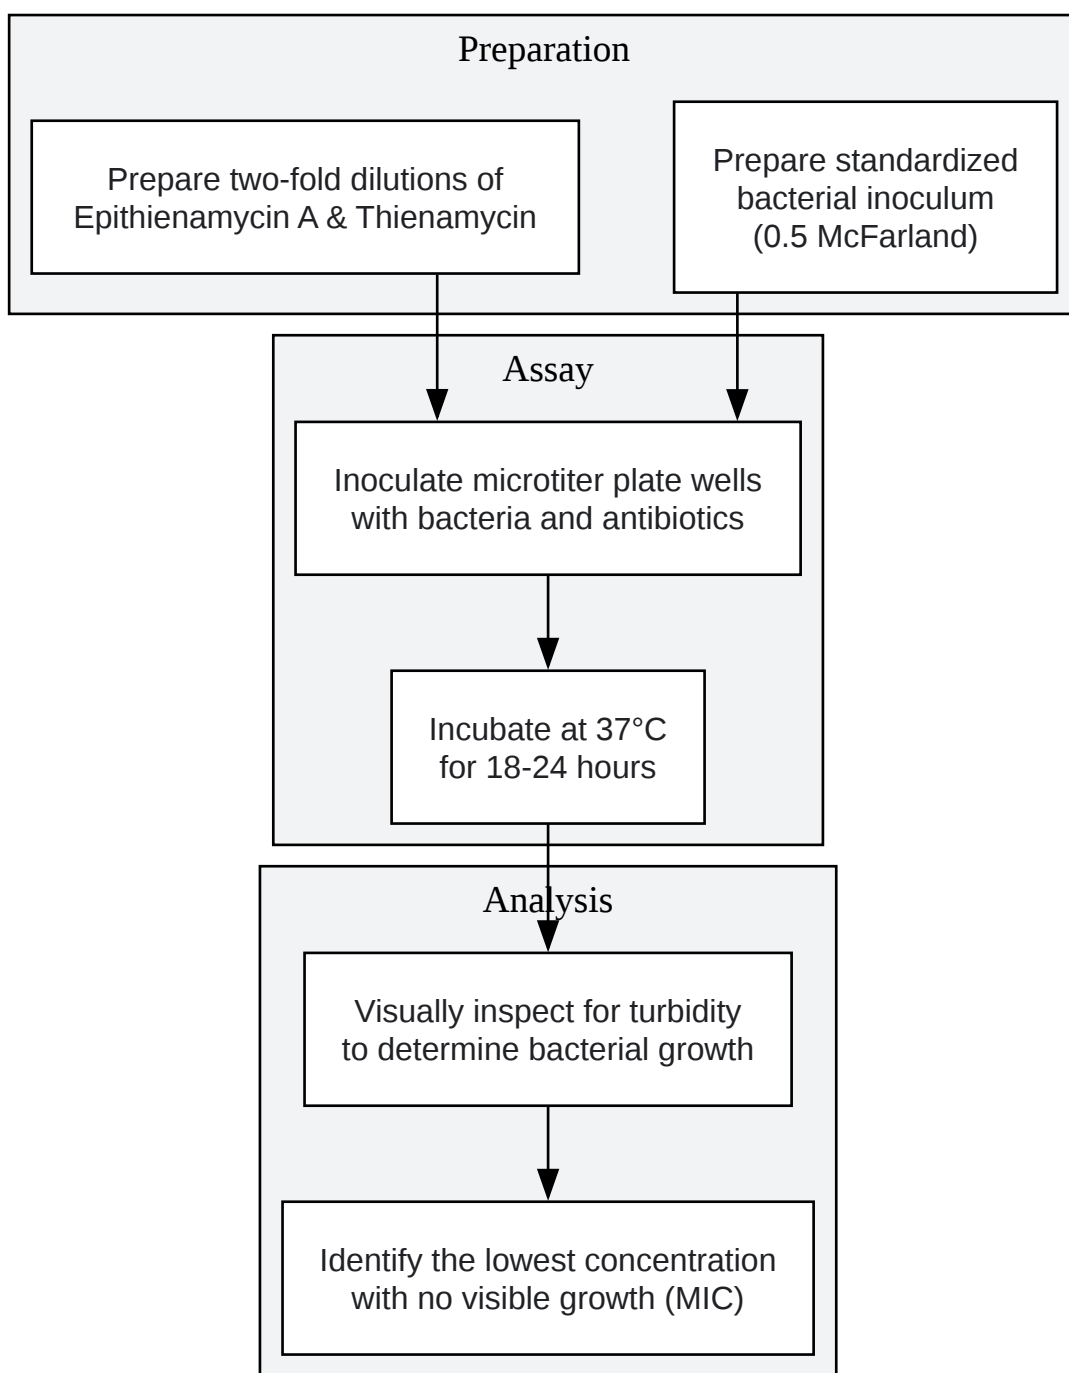 Preparation
Prepare two-fold dilutions of
Epithienamycin A & Thienamycin
Prepare standardized
bacterial inoculum
(0.5 McFarland)
Assay
Inoculate microtiter plate wells
with bacteria and antibiotics
Incubate at 37°C
for 18-24 hours
Analysis
Visually inspect for turbidity
to determine bacterial growth
Identify the lowest concentration
with no visible growth (MIC)